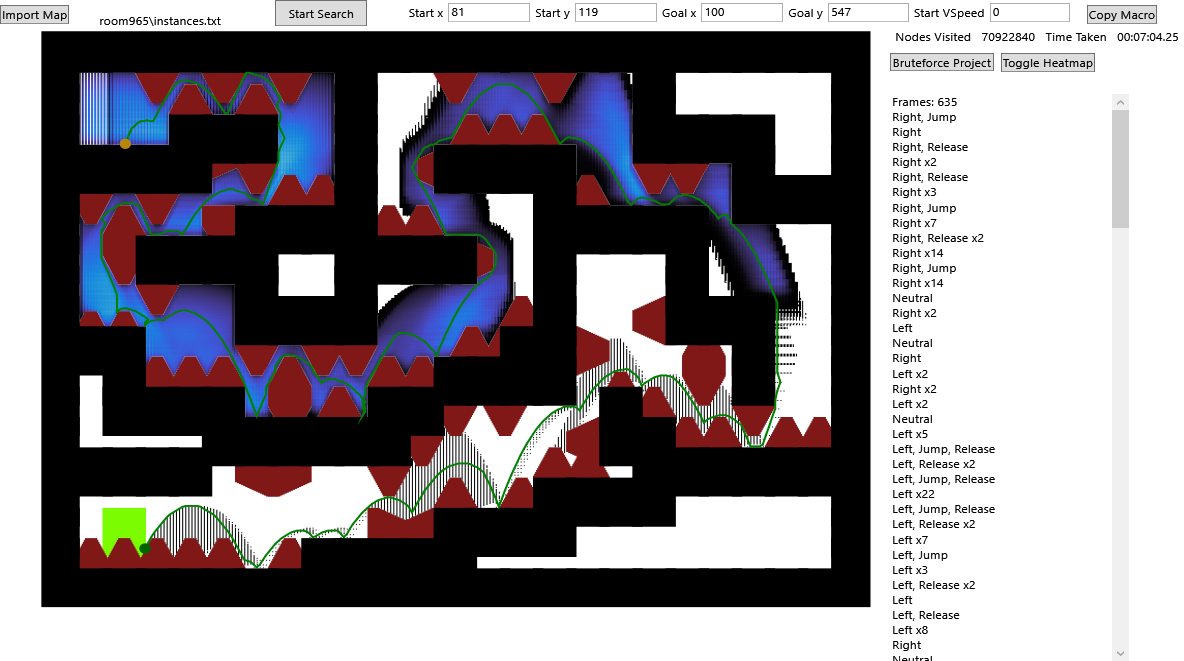 Import Map
room965\instances.txt
Start Search
Start x 81 Start y 119 Goal x 100 Goal y 547 Start VSpeed 0
Copy Macro
Nodes Visited 70922840 Time Taken 00:07:04.25
Bruteforce Project Toggle Heatmap
Frames: 635
Right, Jump
Right
Right, Release
Right x2
Right, Release
Right x3
Right, Jump
Right x7
Right, Release x2
Right x14
Right, Jump
Right x14
Neutral
Right x2
Left
Neutral
Right
Left x2
Right x2
Left x2
Neutral
Left x5
Left, Jump, Release
Left, Release x2
Left, Jump, Release
Left x22
Left, Jump, Release
Left, Release x2
Left x7
Left, Jump
Left x3
Left, Release x2
Left
Left, Release
Left x8
Right
Neutral